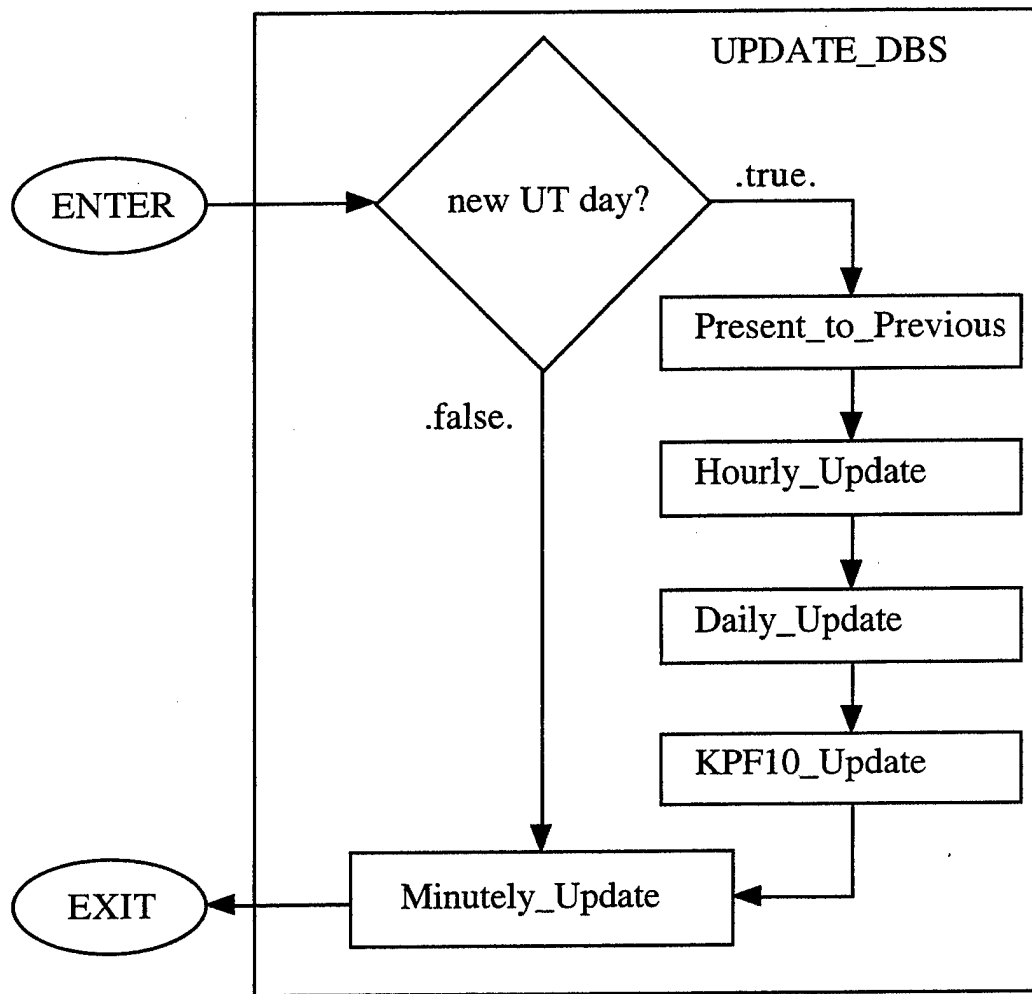 UPDATE_DBS
ENTER
new UT day?
.true.
Present_to_Previous
.false.
Hourly_Update
Daily_Update
KPF10_Update
Minutely_Update
EXIT